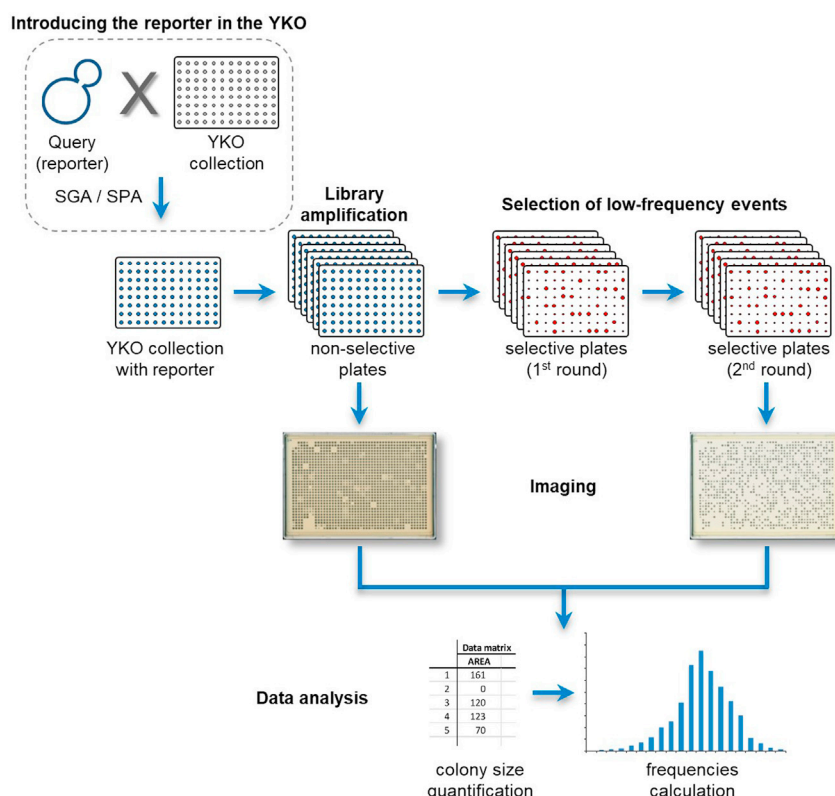 Introducing the reporter in the YKO
Query
(reporter)
YKO
collection
SGA / SPA
Library
amplification
Selection of low-frequency events
YKO collection
with reporter
non-selective
plates
selective plates
(1st round)
selective plates
(2nd round)
Imaging
Data analysis
Data matrix
AREA
1 161
2 0
3 120
4 123
5 70
colony size
quantification
frequencies
calculation